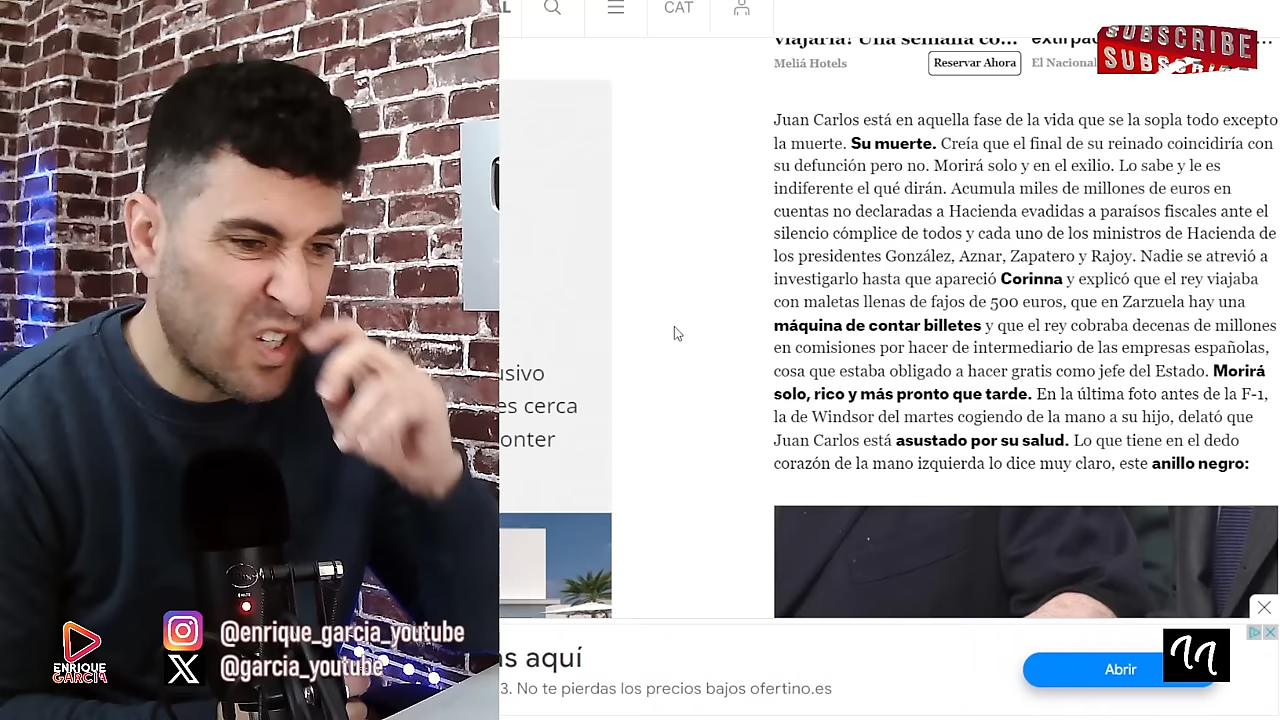 CAT
viajaría? Una semana co...
Meliá Hotels
Reservar Ahora
El Nacional
SUBSCRIBE
Juan Carlos está en aquella fase de la vida que se la sopla todo excepto
la muerte. Su muerte. Creía que el final de su reinado coincidiría con
su defunción pero no. Morirá solo y en el exilio. Lo sabe y le es
indiferente el qué dirán. Acumula miles de millones de euros en
cuentas no declaradas a Hacienda evadidas a paraísos fiscales ante el
silencio cómplice de todos y cada uno de los ministros de Hacienda de
los presidentes González, Aznar, Zapatero y Rajoy. Nadie se atrevió a
investigarlo hasta que apareció Corinna y explicó que el rey viajaba
con maletas llenas de fajos de 500 euros, que en Zarzuela hay una
máquina de contar billetes y que el rey cobraba decenas de millones
en comisiones por hacer de intermediario de las empresas españolas,
cosa que estaba obligado a hacer gratis como jefe del Estado. Morirá
solo, rico y más pronto que tarde. En la última foto antes de la F-1,
la de Windsor del martes cogiendo de la mano a su hijo, delató que
Juan Carlos está asustado por su salud. Lo que tiene en el dedo
corazón de la mano izquierda lo dice muy claro, este anillo negro:
usivo
es cerca
onter
as aquí
3. No te pierdas los precios bajos ofertino.es
Abrir
ENRIQUE
GARCIA
@enrique_garcia_youtube
@garcia_youtube